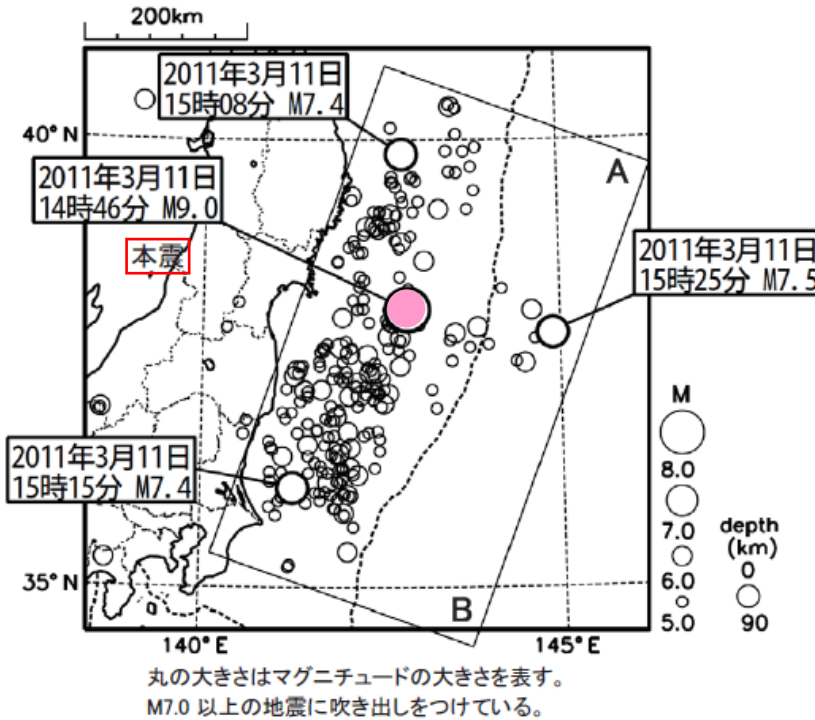 200km
2011年3月11日
15時08分 M7.4
40°N
A
2011年3月11日
14時46分 M9.0
本震
2011年3月11日
15時25分 M7.5
M
8.0
7.0
6.0
5.0
depth
(km)
0
90
2011年3月11日
15時15分 M7.4
35°N
B
140°E
145°E
丸の大きさはマグニチュードの大きさを表す。
M7.0 以上の地震に吹き出しをつけている。